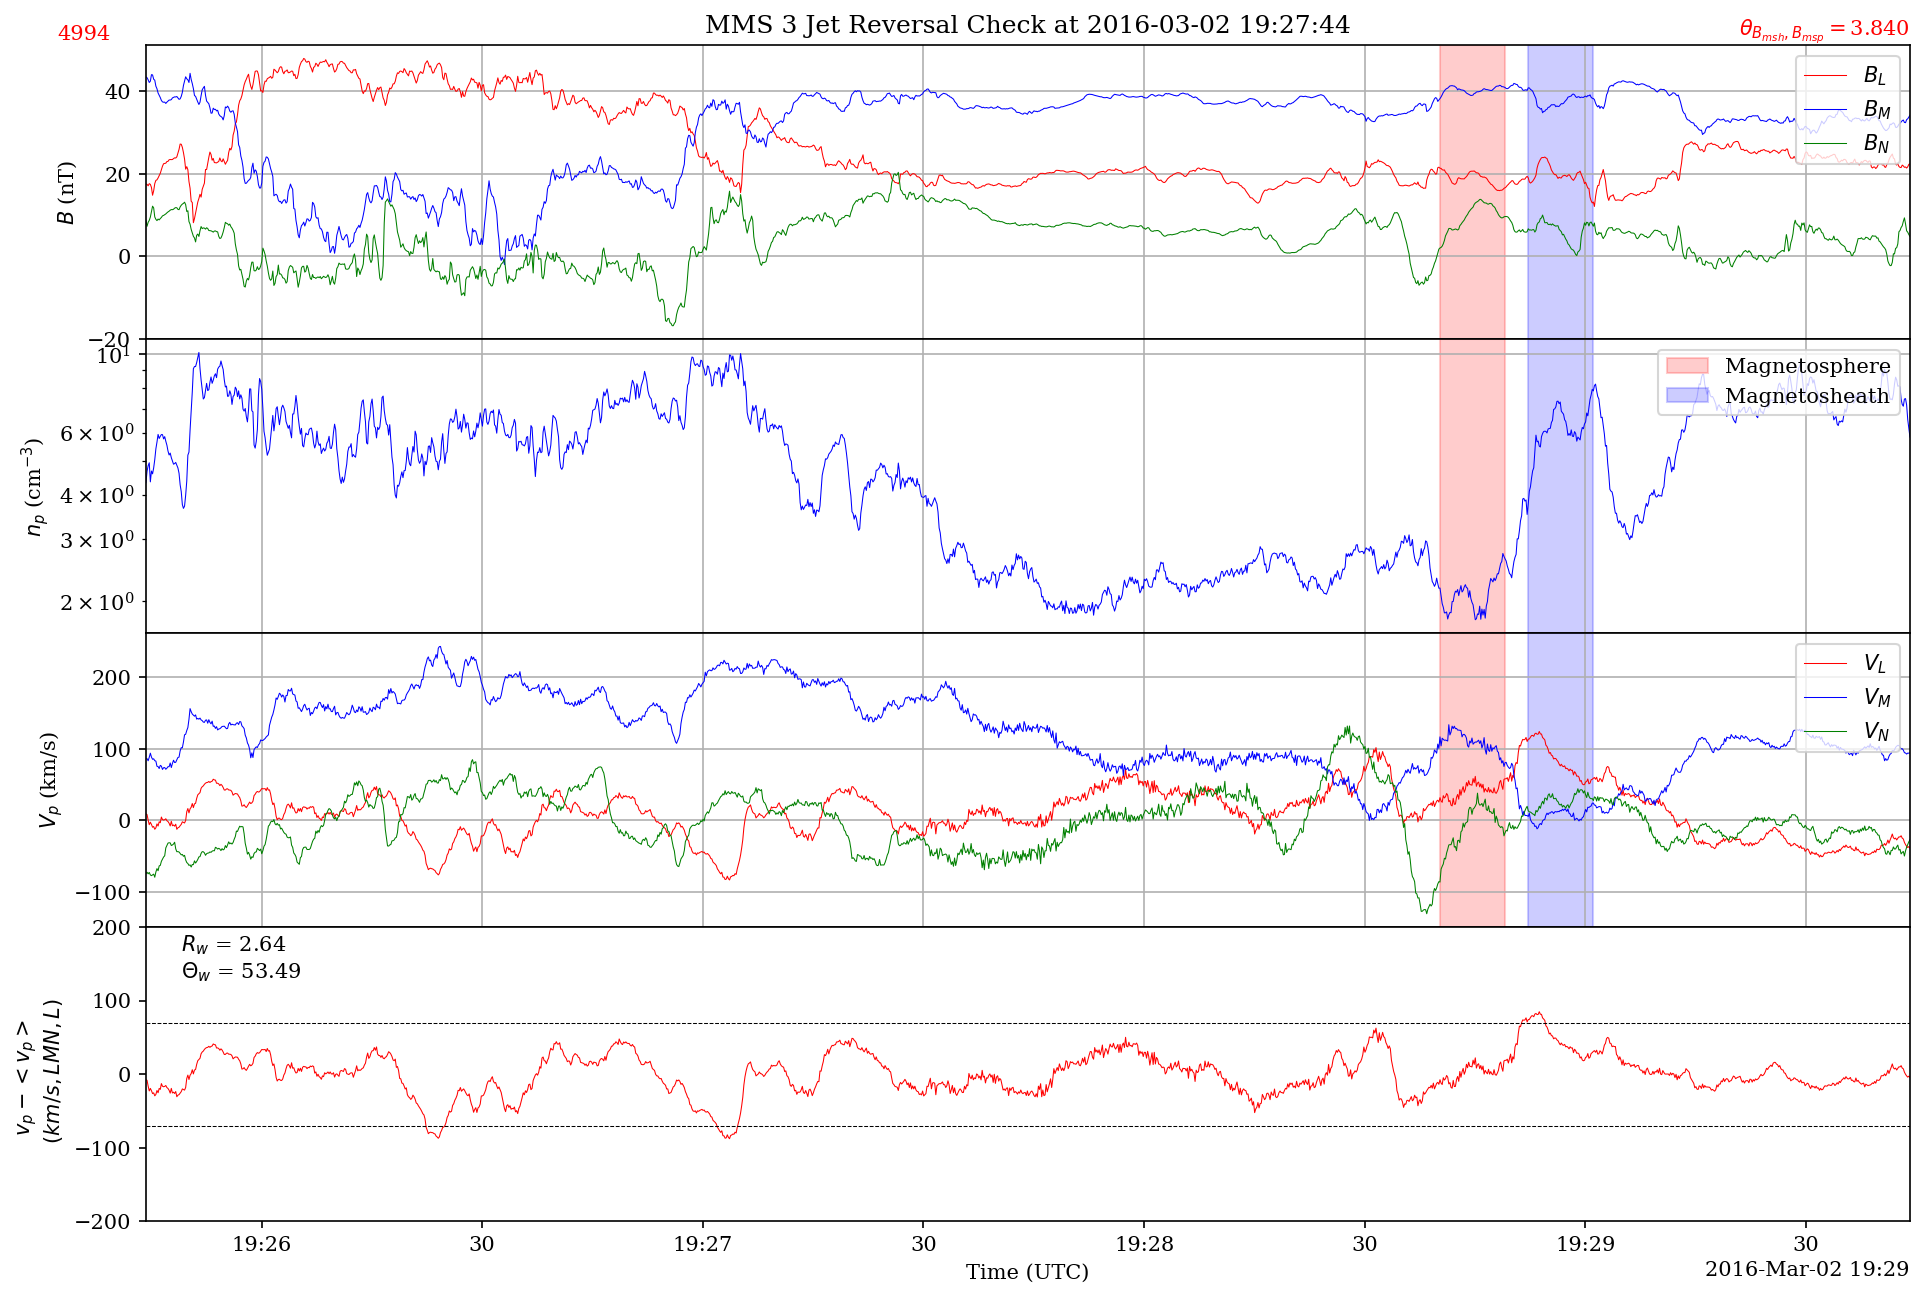 MMS 3 Jet Reversal Check at 2016-03-02 19:27:44
4994
θ_{B_{msh}, B_{msp}} = 3.840
B (nT)
40
20
0
−20
B_L
B_M
B_N
n_p (cm^{−3})
10^1
6 × 10^0
4 × 10^0
3 × 10^0
2 × 10^0
Magnetosphere
Magnetosheath
V_p (km/s)
200
100
0
−100
V_L
V_M
V_N
v_p − < v_p >
(km/s, LMN, L)
200
100
0
−100
−200
R_w = 2.64
Θ_w = 53.49
19:26 30 19:27 30 19:28 30 19:29 30
Time (UTC)
2016-Mar-02 19:29